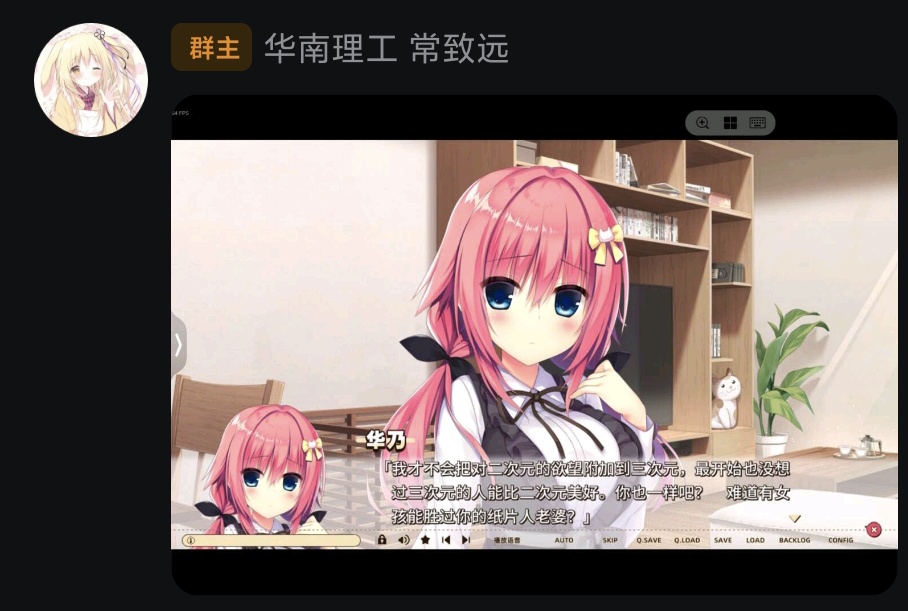 群主 华南理工 常致远
华乃
「我才不会把对二次元的欲望附加到三次元，最开始也没想
过三次元的人能比二次元美好。你也一样吧？　难道有女
孩能胜过你的纸片人老婆？」
播放语音 AUTO SKIP Q.SAVE Q.LOAD SAVE LOAD BACKLOG CONFIG